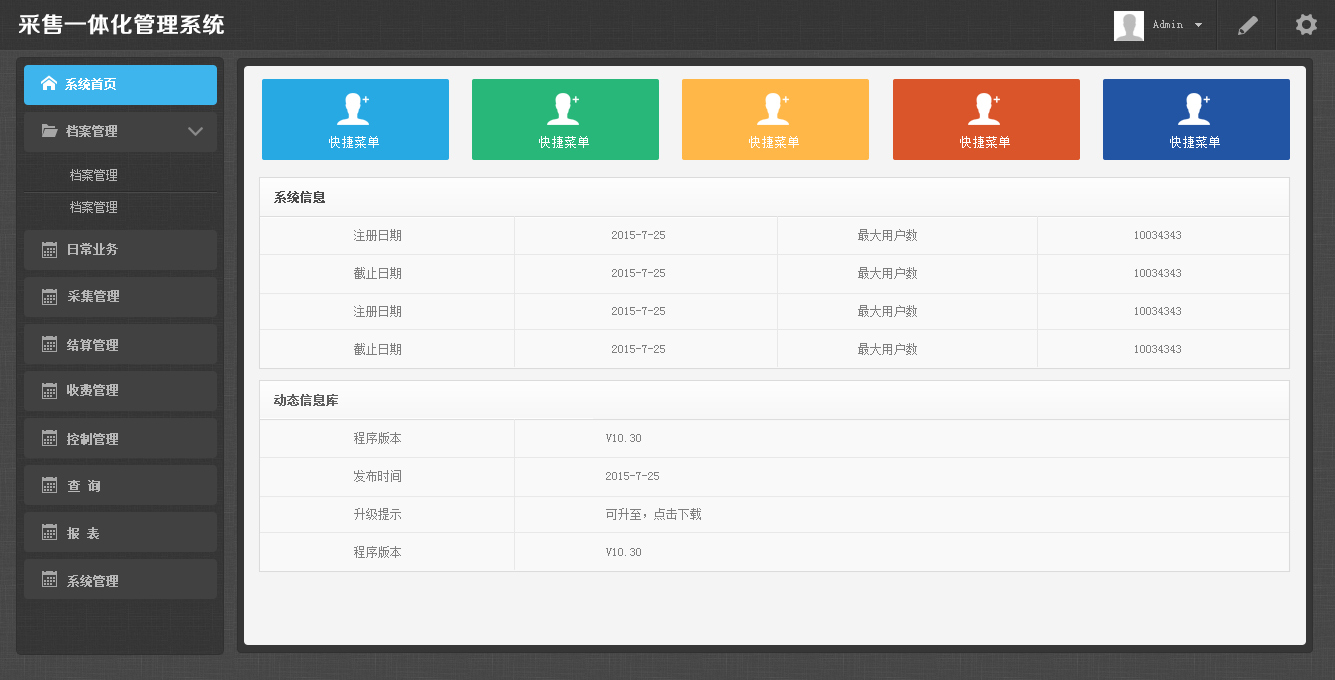 采售一体化管理系统
Admin
系统首页
档案管理
档案管理
档案管理
日常业务
采集管理
结算管理
收费管理
控制管理
查 询
报 表
系统管理
快捷菜单 快捷菜单 快捷菜单 快捷菜单 快捷菜单
系统信息
注册日期 2015-7-25 最大用户数 10034343
截止日期 2015-7-25 最大用户数 10034343
注册日期 2015-7-25 最大用户数 10034343
截止日期 2015-7-25 最大用户数 10034343
动态信息库
程序版本 V10.30
发布时间 2015-7-25
升级提示 可升至，点击下载
程序版本 V10.30